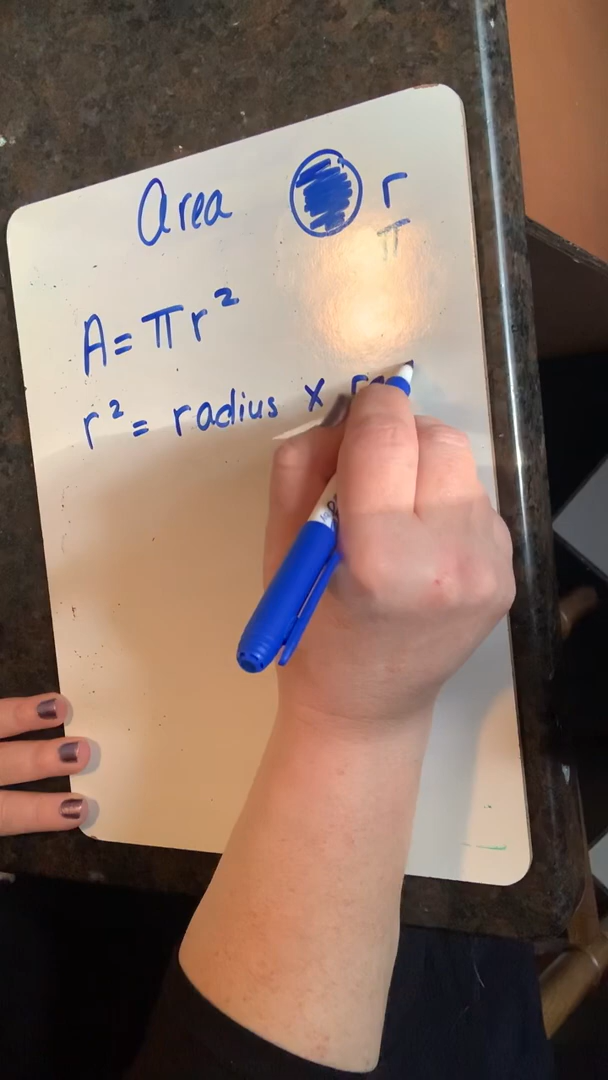 Area r
π
A = πr²
r² = radius x